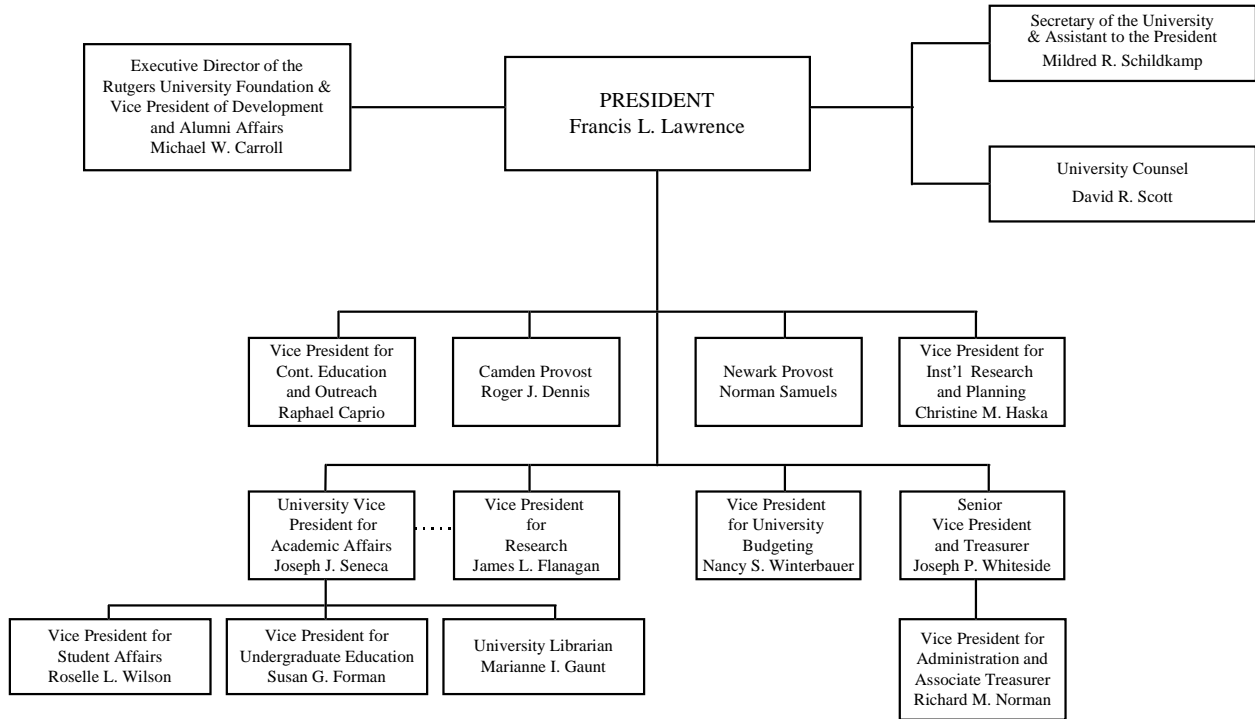 Executive Director of the
Rutgers University Foundation &
Vice President of Development
and Alumni Affairs
Michael W. Carroll
PRESIDENT
Francis L. Lawrence
Secretary of the University
& Assistant to the President
Mildred R. Schildkamp
University Counsel
David R. Scott
Vice President for
Cont. Education
and Outreach
Raphael Caprio
Camden Provost
Roger J. Dennis
Newark Provost
Norman Samuels
Vice President for
Inst'l Research
and Planning
Christine M. Haska
University Vice
President for
Academic Affairs
Joseph J. Seneca
Vice President
for
Research
James L. Flanagan
Vice President
for University
Budgeting
Nancy S. Winterbauer
Senior
Vice President
and Treasurer
Joseph P. Whiteside
Vice President for
Student Affairs
Roselle L. Wilson
Vice President for
Undergraduate Education
Susan G. Forman
University Librarian
Marianne I. Gaunt
Vice President for
Administration and
Associate Treasurer
Richard M. Norman